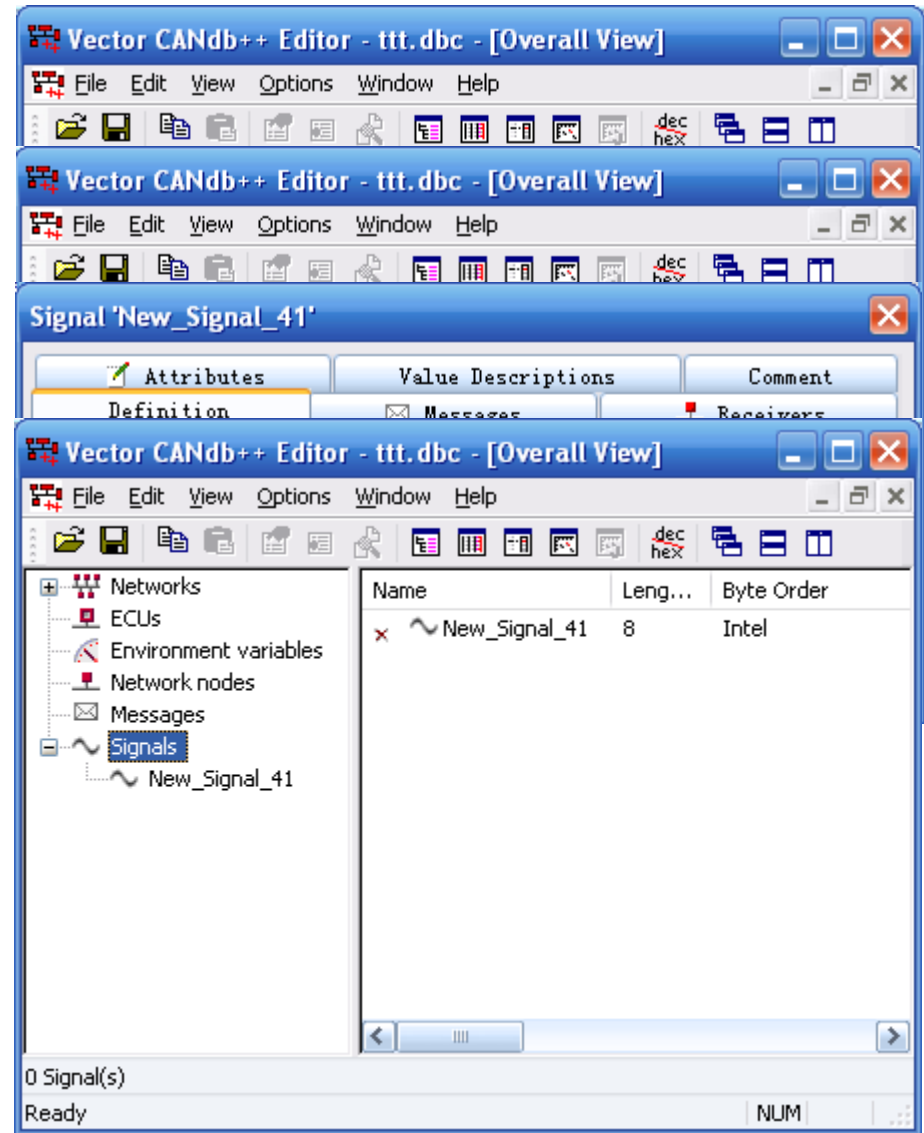 Vector CANdb++ Editor - ttt.dbc - [Overall View]
File Edit View Options Window Help
dec
hex
Vector CANdb++ Editor - ttt.dbc - [Overall View]
File Edit View Options Window Help
dec
hex
Signal 'New_Signal_41'
Attributes Value Descriptions Comment
Definition Messages Receivers
Vector CANdb++ Editor - ttt.dbc - [Overall View]
File Edit View Options Window Help
dec
hex
Networks
ECUs
Environment variables
Network nodes
Messages
Signals
New_Signal_41
Name Leng... Byte Order
New_Signal_41 8 Intel
0 Signal(s)
Ready NUM